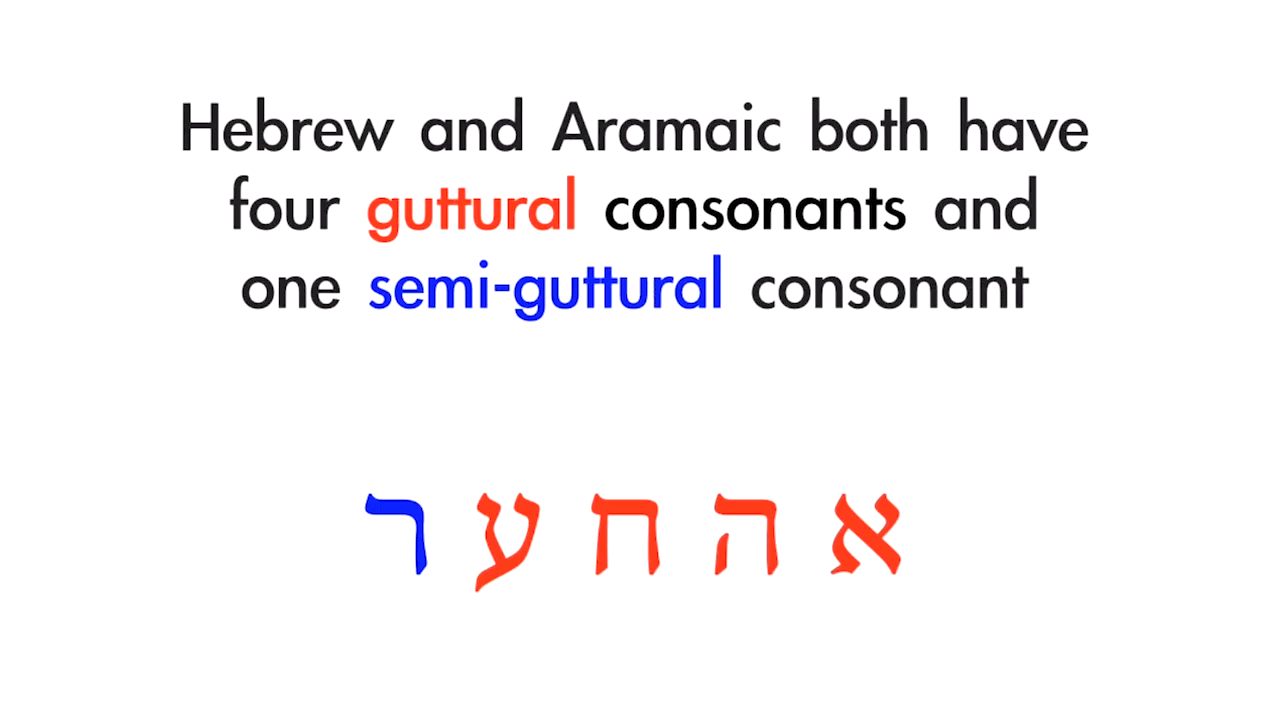 Hebrew and Aramaic both have
four guttural consonants and
one semi-guttural consonant
א ה ח ע ר